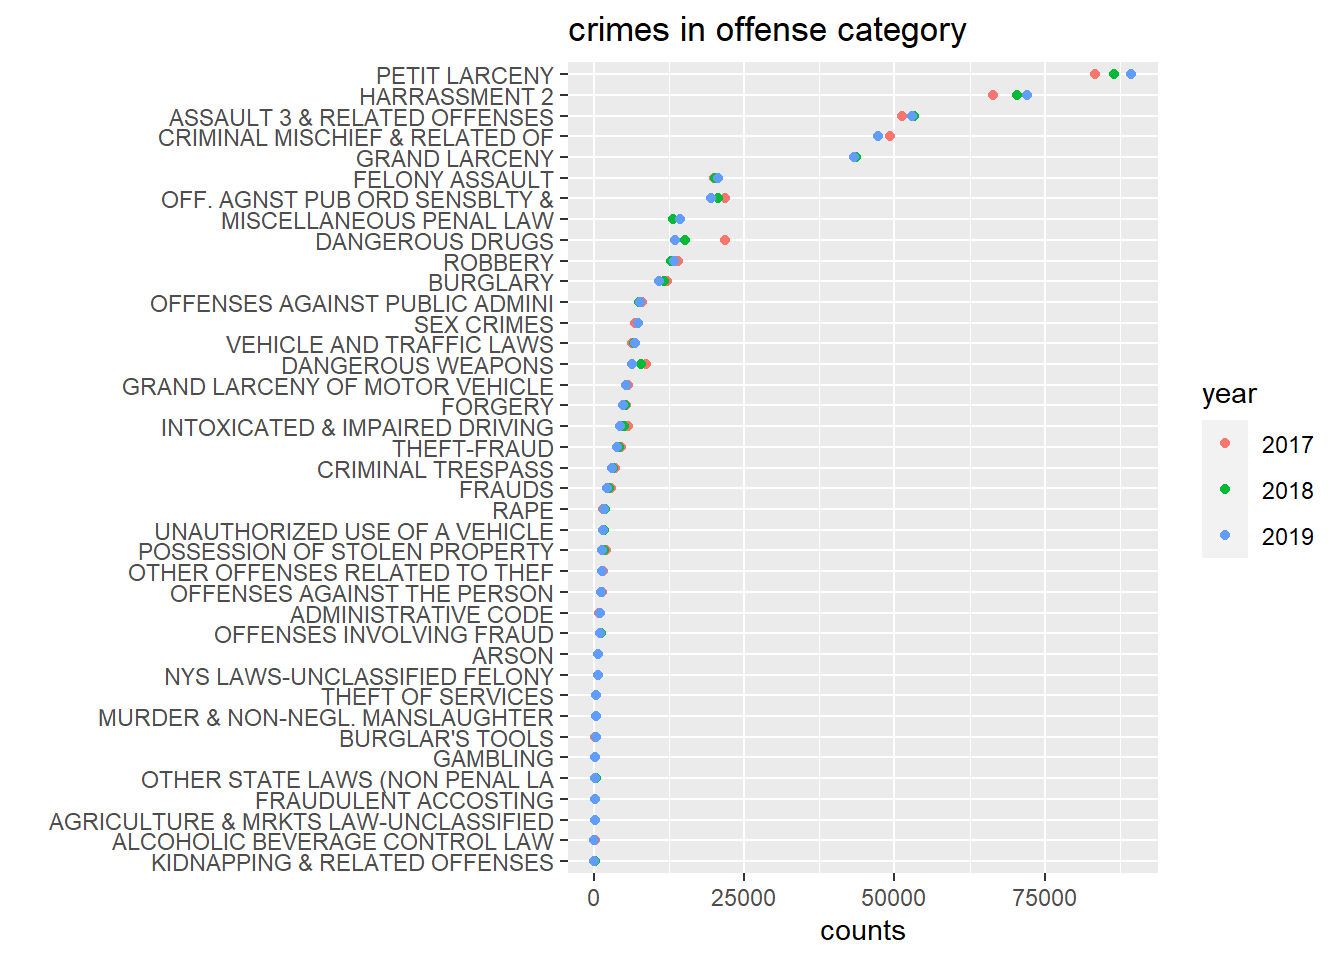 crimes in offense category
PETIT LARCENY
HARRASSMENT 2
ASSAULT 3 & RELATED OFFENSES
CRIMINAL MISCHIEF & RELATED OF
GRAND LARCENY
FELONY ASSAULT
OFF. AGNST PUB ORD SENSBLTY &
MISCELLANEOUS PENAL LAW
DANGEROUS DRUGS
ROBBERY
BURGLARY
OFFENSES AGAINST PUBLIC ADMINI
SEX CRIMES
VEHICLE AND TRAFFIC LAWS
DANGEROUS WEAPONS
GRAND LARCENY OF MOTOR VEHICLE
FORGERY
INTOXICATED & IMPAIRED DRIVING
THEFT-FRAUD
CRIMINAL TRESPASS
FRAUDS
RAPE
UNAUTHORIZED USE OF A VEHICLE
POSSESSION OF STOLEN PROPERTY
OTHER OFFENSES RELATED TO THEF
OFFENSES AGAINST THE PERSON
ADMINISTRATIVE CODE
OFFENSES INVOLVING FRAUD
ARSON
NYS LAWS-UNCLASSIFIED FELONY
THEFT OF SERVICES
MURDER & NON-NEGL. MANSLAUGHTER
BURGLAR'S TOOLS
GAMBLING
OTHER STATE LAWS (NON PENAL LA
FRAUDULENT ACCOSTING
AGRICULTURE & MRKTS LAW-UNCLASSIFIED
ALCOHOLIC BEVERAGE CONTROL LAW
KIDNAPPING & RELATED OFFENSES
0 25000 50000 75000
counts
year
2017
2018
2019